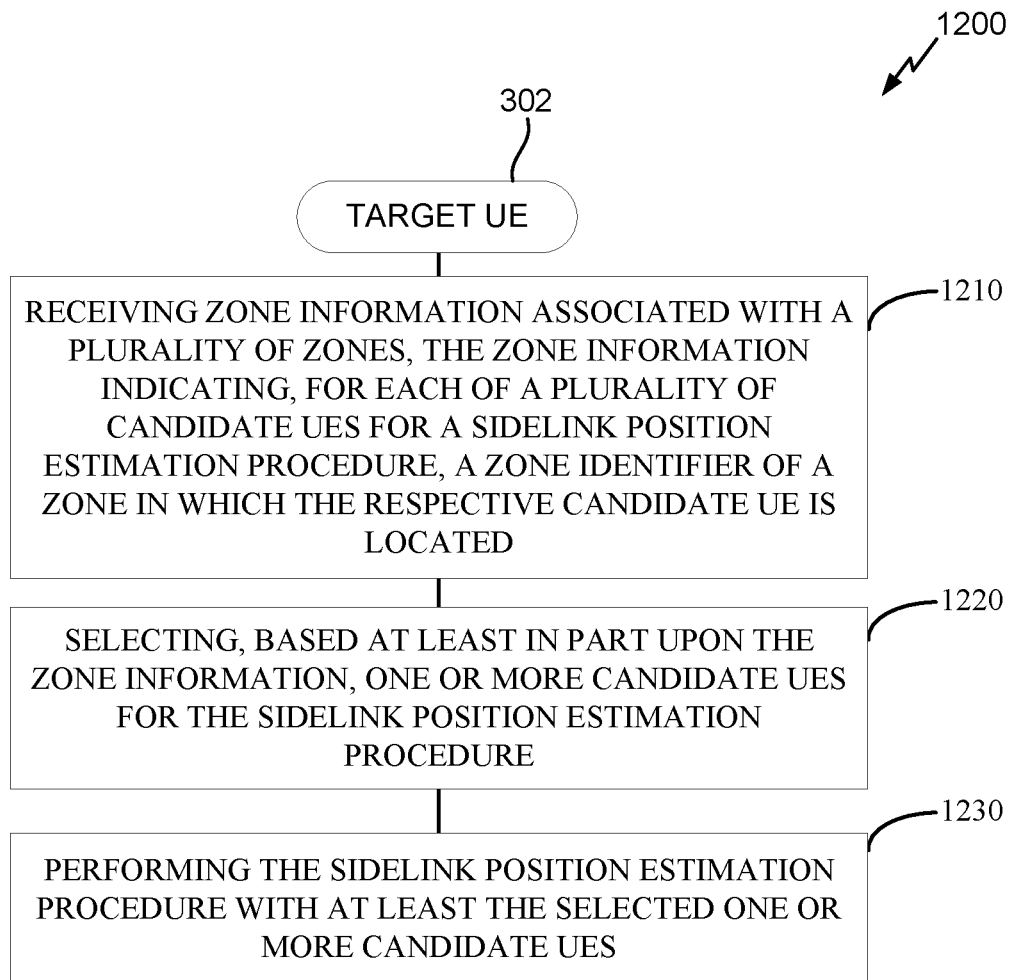 1200
302
TARGET UE
1210
RECEIVING ZONE INFORMATION ASSOCIATED WITH A
PLURALITY OF ZONES, THE ZONE INFORMATION
INDICATING, FOR EACH OF A PLURALITY OF
CANDIDATE UES FOR A SIDELINK POSITION
ESTIMATION PROCEDURE, A ZONE IDENTIFIER OF A
ZONE IN WHICH THE RESPECTIVE CANDIDATE UE IS
LOCATED
1220
SELECTING, BASED AT LEAST IN PART UPON THE
ZONE INFORMATION, ONE OR MORE CANDIDATE UES
FOR THE SIDELINK POSITION ESTIMATION
PROCEDURE
1230
PERFORMING THE SIDELINK POSITION ESTIMATION
PROCEDURE WITH AT LEAST THE SELECTED ONE OR
MORE CANDIDATE UES